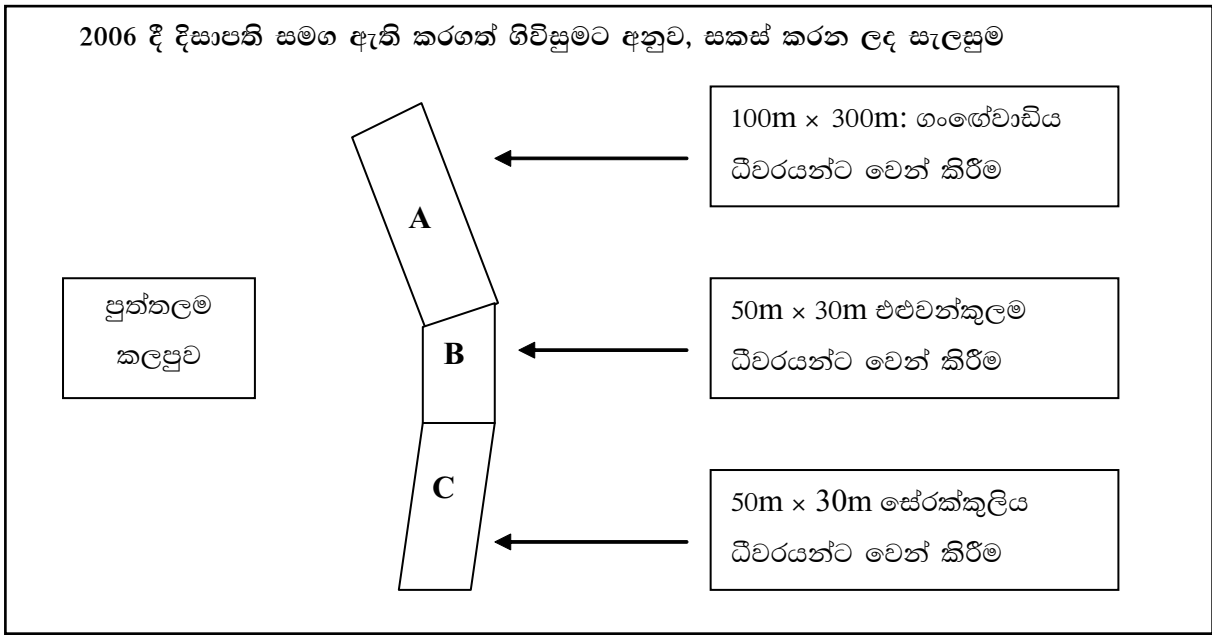 2006 දී දිසාපති සමග ඇති කරගත් ගිවිසුමට අනුව, සකස් කරන ලද සැලසුම
100m × 300m: ගංඟේවාඩිය
ධීවරයන්ට වෙන් කිරීම
A
පුත්තලම
කලපුව
B
50m × 30m එළුවන්කුලම
ධීවරයන්ට වෙන් කිරීම
C
50m × 30m සේරක්කුලිය
ධීවරයන්ට වෙන් කිරීම